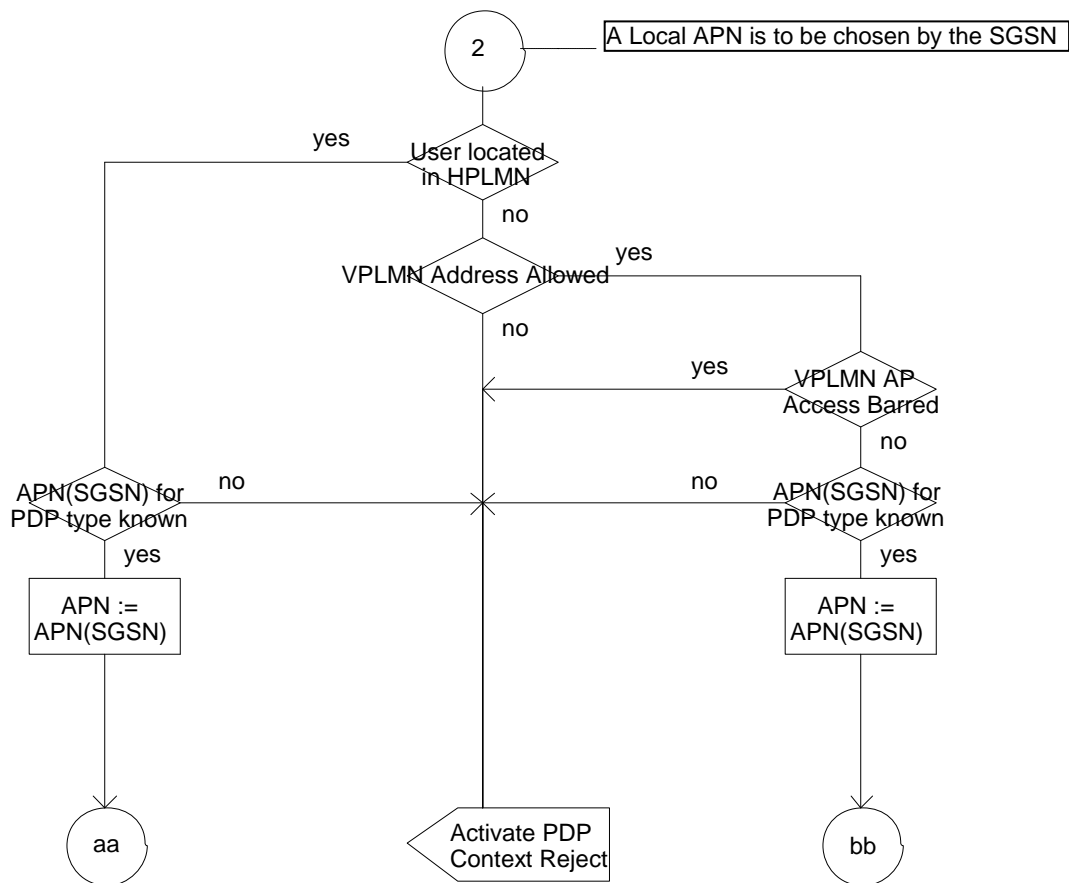 2
A Local APN is to be chosen by the SGSN
yes
User located
in HPLMN
no
yes
VPLMN Address Allowed
no
yes
VPLMN AP
Access Barred
no
APN(SGSN) for
PDP type known
no
no
APN(SGSN) for
PDP type known
yes
yes
APN :=
APN(SGSN)
APN :=
APN(SGSN)
aa
Activate PDP
Context Reject
bb